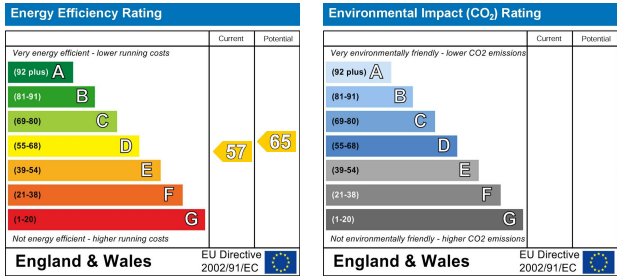 Energy Efficiency Rating
Current Potential
Very energy efficient - lower running costs
(92 plus) A
(81-91) B
(69-80) C
(55-68) D
57 65
(39-54) E
(21-38) F
(1-20) G
Not energy efficient - higher running costs
England & Wales
EU Directive
2002/91/EC
Environmental Impact (CO₂) Rating
Current Potential
Very environmentally friendly - lower CO2 emissions
(92 plus) A
(81-91) B
(69-80) C
(55-68) D
(39-54) E
(21-38) F
(1-20) G
Not environmentally friendly - higher CO2 emissions
England & Wales
EU Directive
2002/91/EC